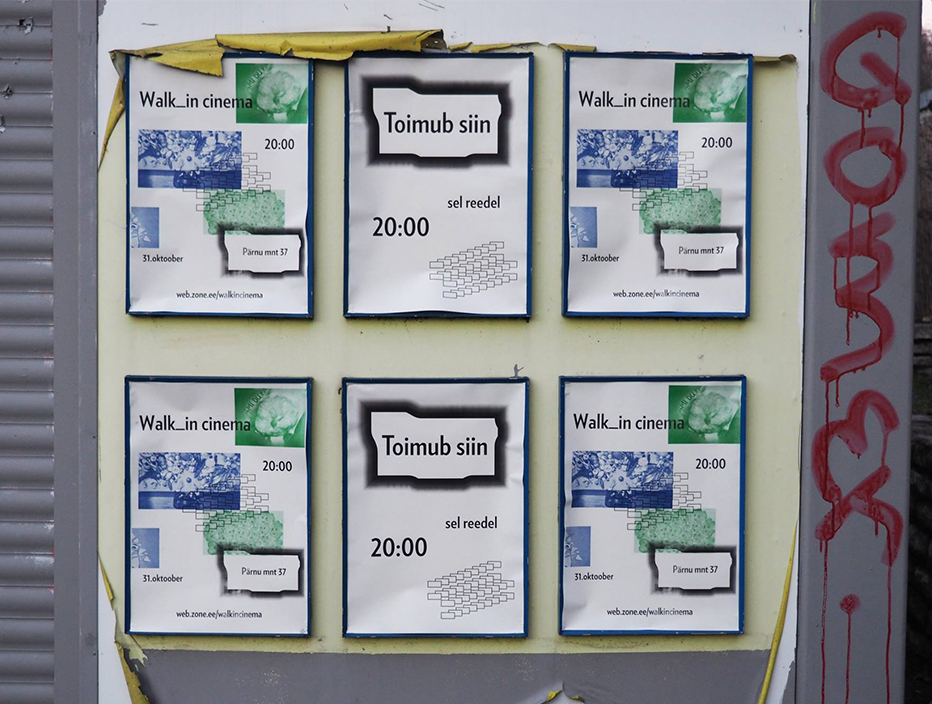 Walk_in cinema
20:00
31.oktoober
Pärnu mnt 37
web.zone.ee/walkincinema
Toimub siin
sel reedel
20:00
Walk_in cinema
20:00
31.oktoober
Pärnu mnt 37
web.zone.ee/walkincinema
Walk_in cinema
20:00
31.oktoober
Pärnu mnt 37
web.zone.ee/walkincinema
Toimub siin
sel reedel
20:00
Walk_in cinema
20:00
31.oktoober
Pärnu mnt 37
web.zone.ee/walkincinema